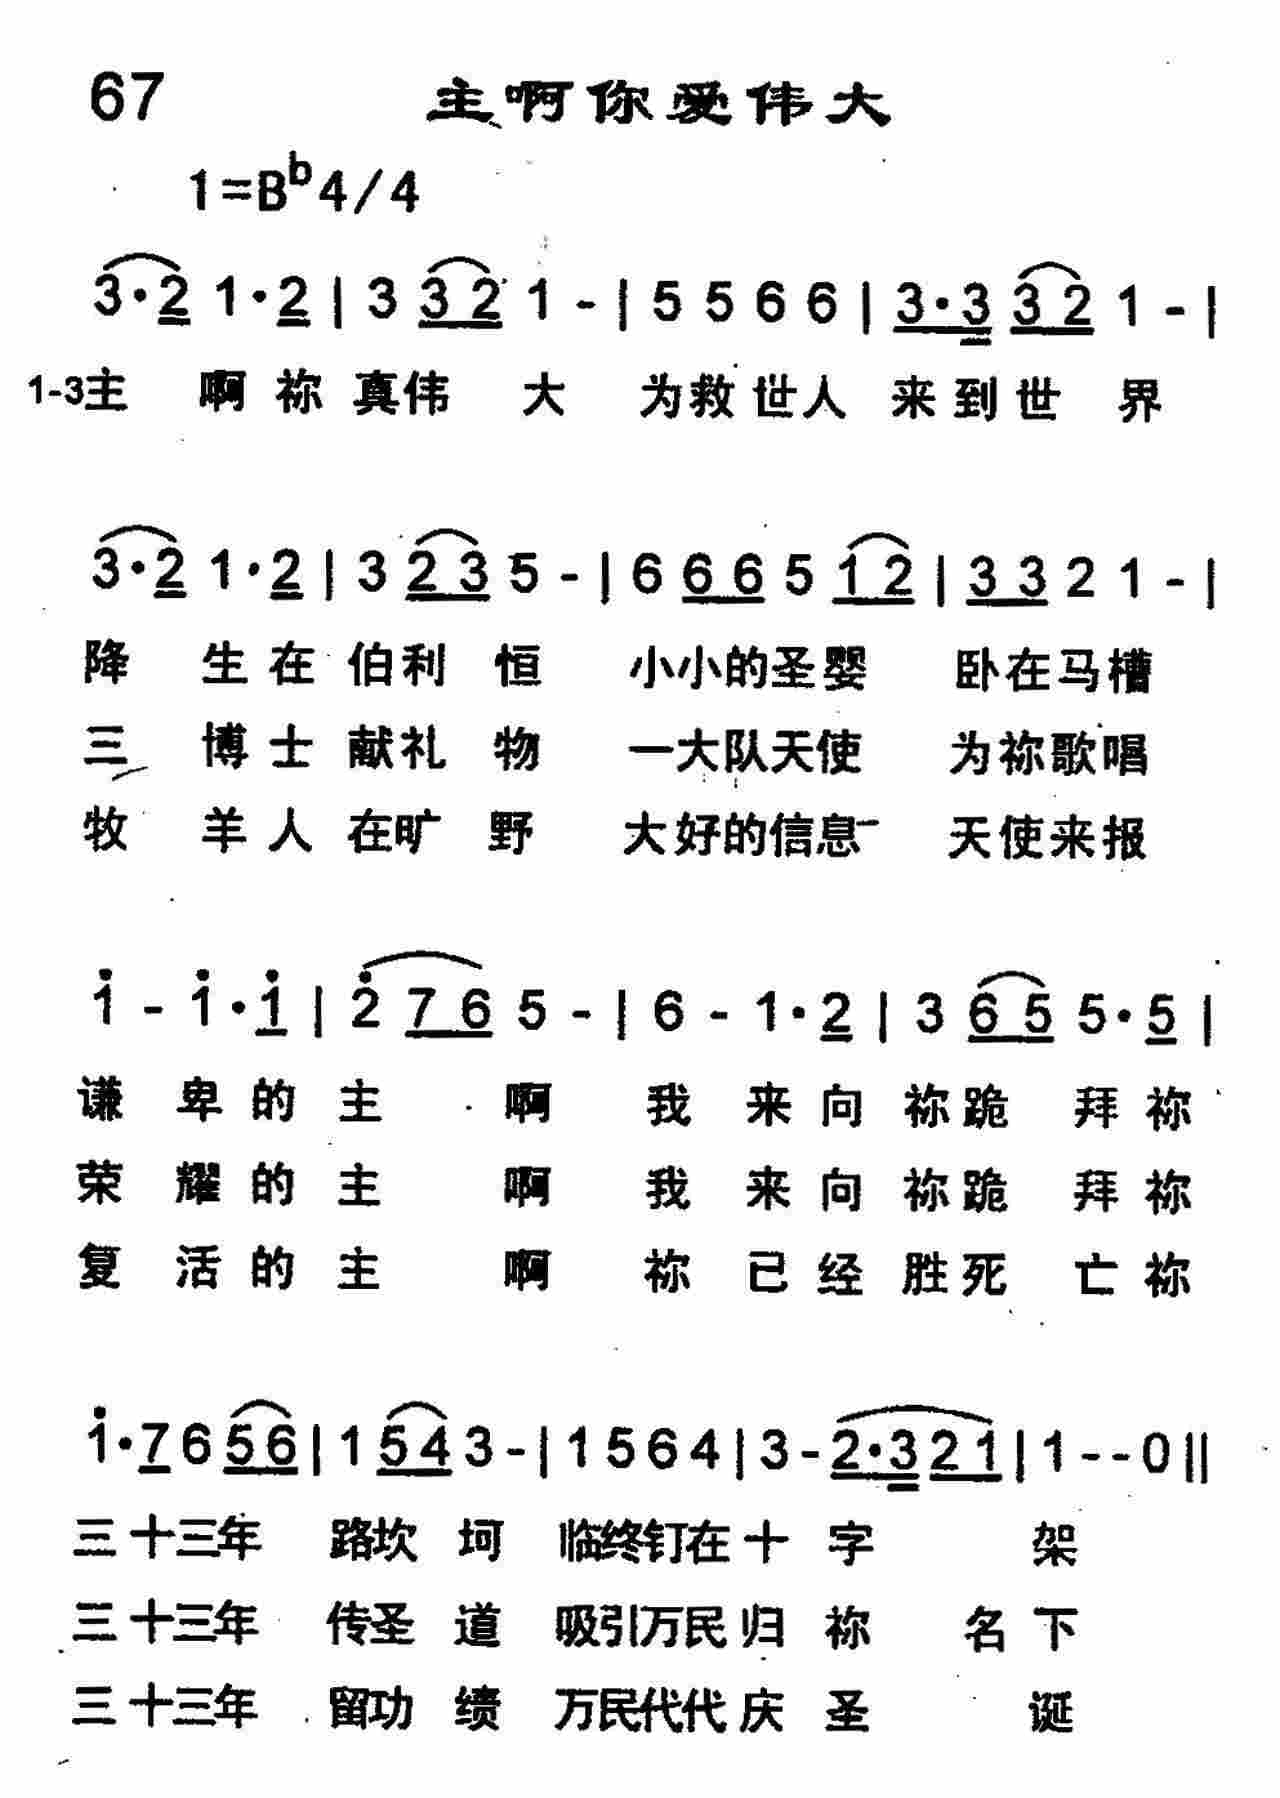 67 主啊你爱伟大
1=B♭4/4
3·2 1·2 | 3 3 2 1 - | 5 5 6 6 | 3·3 3 2 1 - |
1-3主 啊 祢 真伟 大 为救世人 来到世 界
3·2 1·2 | 3 2 3 5 - | 6 6 6 5 1 2 | 3 3 2 1 - |
降 生 在 伯利 恒 小小的圣婴 卧在马槽
三 博 士 献礼 物 一大队天使 为祢歌唱
牧 羊 人 在旷 野 大好的信息 天使来报
1̇ - 1̇·1̇ | 2̇ 7 6 5 - | 6 - 1·2 | 3 6 5 5·5 |
谦 卑 的 主 啊 我 来 向 祢跪 拜 祢
荣 耀 的 主 啊 我 来 向 祢跪 拜 祢
复 活 的 主 啊 祢 已 经 胜死 亡 祢
1̇·7 6 5 6 | 1 5 4 3 - | 1 5 6 4 | 3 - 2·3 2 1 | 1 - - 0 ||
三十三年 路坎 坷 临终钉在十 字 架
三十三年 传圣 道 吸引万民归 祢 名 下
三十三年 留功 绩 万民代代庆 圣 诞